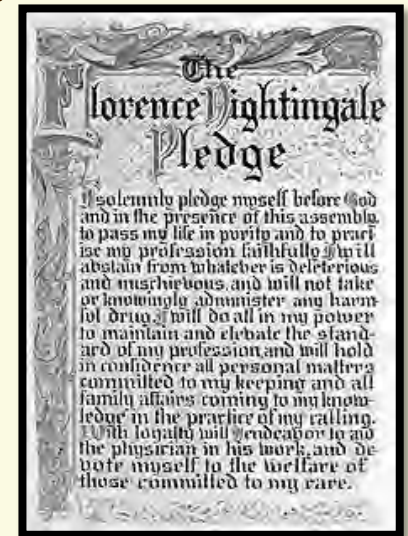 The
Florence Nightingale
Pledge
I solemnly pledge myself before God
and in the presence of this assembly,
to pass my life in purity and to pract
ise my profession faithfully. I will
abstain from whatever is deleterious
and mischievous, and will not take
or knowingly administer any harm-
ful drug. I will do all in my power
to maintain and elevate the stand-
ard of my profession, and will hold
in confidence all personal matters
committed to my keeping and all
family affairs coming to my know-
ledge in the practice of my calling.
With loyalty will I endeavor to aid
the physician in his work, and de-
vote myself to the welfare of
those committed to my care.